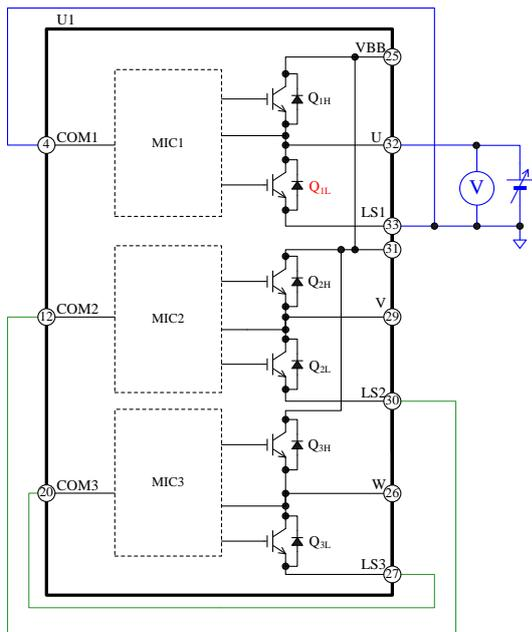 U1
VBB
25
Q1H
COM1
4
MIC1
U
32
V
Q1L
LS1
33
31
Q2H
COM2
12
MIC2
V
29
Q2L
LS2
30
Q3H
COM3
20
MIC3
W
26
Q3L
LS3
27